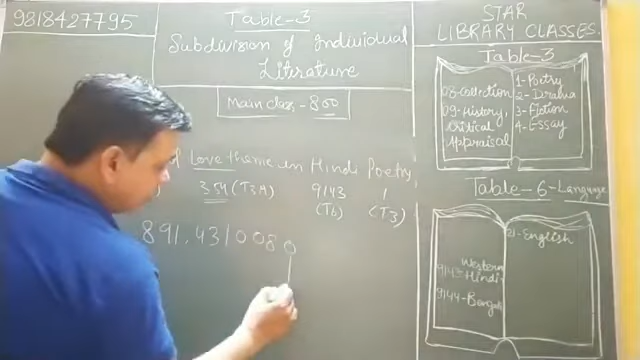 9818427795
Table-3
Subdivision of Individual
Literature
Main class - 800
STAR
LIBRARY CLASSES.
Table-3
08-Collection
09-History,
Critical
Appraisal
1-Poetry
2-Drama
3-Fiction
4-Essay
Table-6-Language
21-English
Western
9143-Hindi
9144-Bengali
Love theme in Hindi Poetry
354 (T3A)
9143
(T6)
1
(T3)
891.4310080